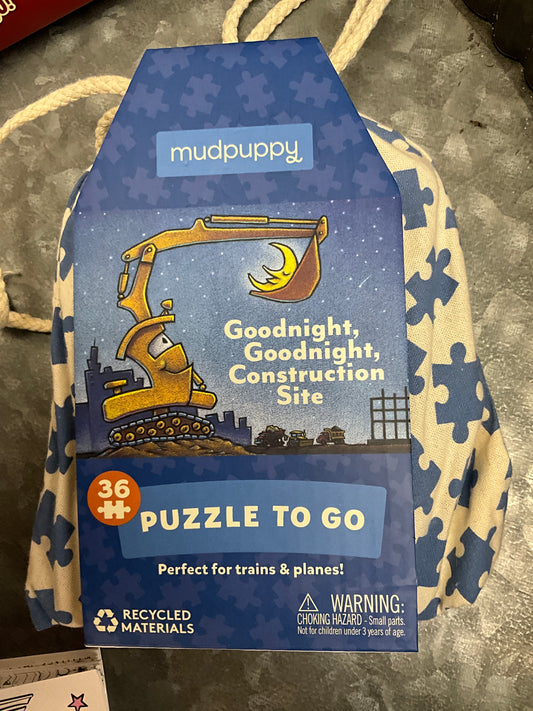 mudpuppy
Goodnight,
Goodnight,
Construction
Site
36
PUZZLE TO GO
Perfect for trains & planes!
RECYCLED
MATERIALS
WARNING:
CHOKING HAZARD - Small parts.
Not for children under 3 years of age.